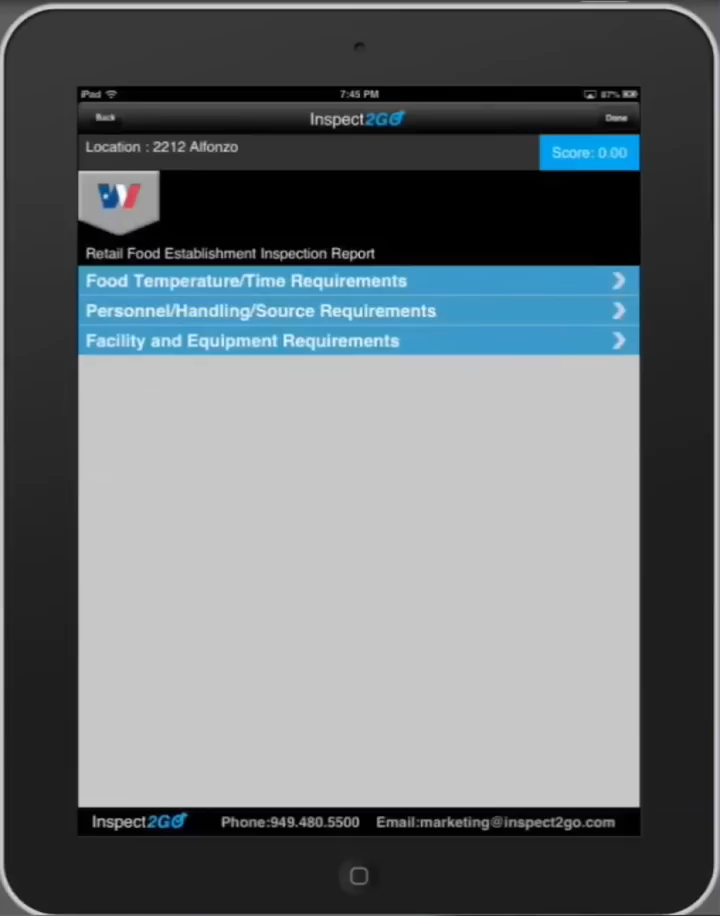 iPad 7:45 PM 87%
Back Inspect2GO Done
Location : 2212 Alfonzo Score: 0.00
W
Retail Food Establishment Inspection Report
Food Temperature/Time Requirements
Personnel/Handling/Source Requirements
Facility and Equipment Requirements
Inspect2GO Phone:949.480.5500 Email:marketing@inspect2go.com